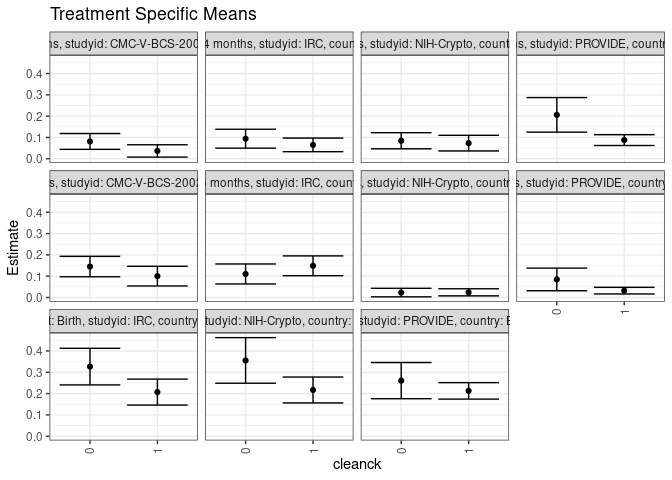 Treatment Specific Means
ns, studyid: CMC-V-BCS-200
4 months, studyid: IRC, coun
s, studyid: NIH-Crypto, countr
ns, studyid: PROVIDE, countr
0.4
0.3
0.2
0.1
0.0
s, studyid: CMC-V-BCS-2002
months, studyid: IRC, coun
, studyid: NIH-Crypto, country
s, studyid: PROVIDE, country
0.4
0.3
0.2
0.1
0.0
t: Birth, studyid: IRC, country
studyid: NIH-Crypto, country:
studyid: PROVIDE, country: B
0.4
0.3
0.2
0.1
0.0
0 1
0 1
0 1
0 1
Estimate
cleanck